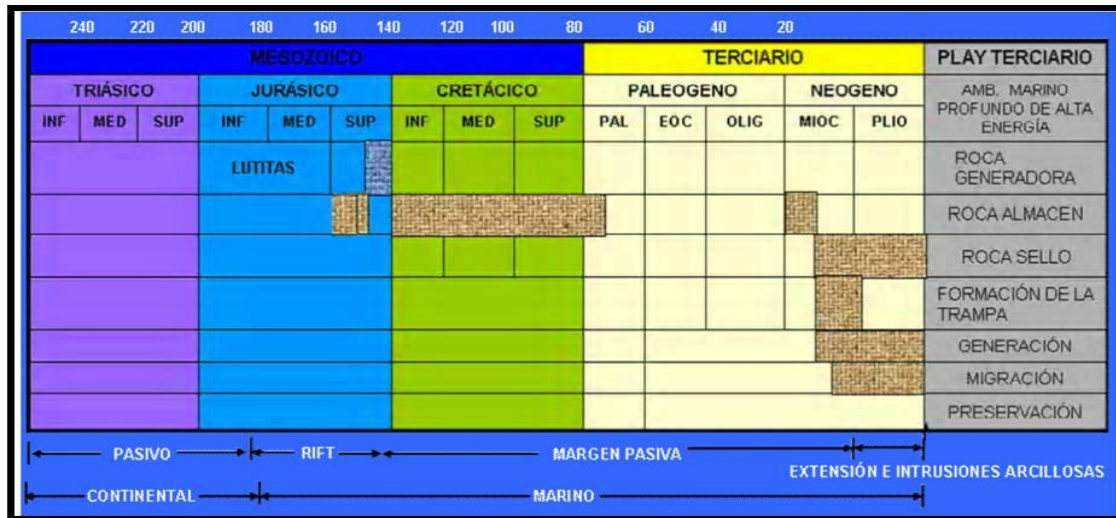 240 220 200 180 160 140 120 100 80 60 40 20
MESOZOICO TERCIARIO PLAY TERCIARIO
TRIÁSICO JURÁSICO CRETÁCICO PALEOGENO NEOGENO AMB. MARINO
PROFUNDO DE ALTA
ENERGÍA
INF MED SUP INF MED SUP INF MED SUP PAL EOC OLIG MIOC PLIO
LUTITAS ROCA
GENERADORA
ROCA ALMACEN
ROCA SELLO
FORMACIÓN DE LA
TRAMPA
GENERACIÓN
MIGRACIÓN
PRESERVACIÓN
PASIVO RIFT MARGEN PASIVA
EXTENSIÓN E INTRUSIONES ARCILLOSAS
CONTINENTAL MARINO